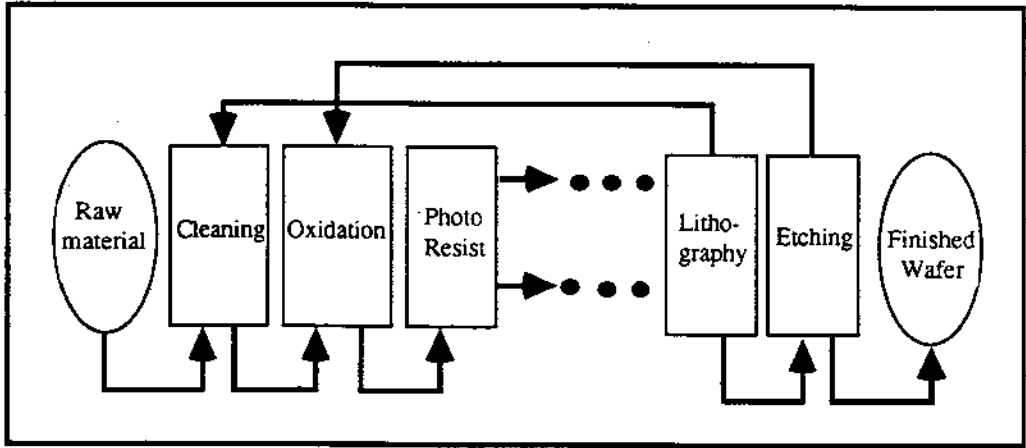 Raw
material
Cleaning
Oxidation
Photo
Resist
Litho-
graphy
Etching
Finished
Wafer